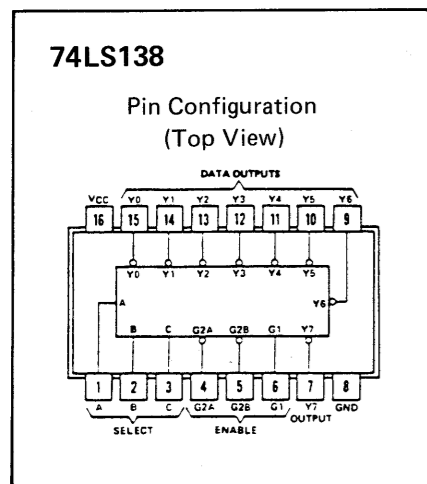 74LS138
Pin Configuration
(Top View)
DATA OUTPUTS
VCC Y0 Y1 Y2 Y3 Y4 Y5 Y6
16 15 14 13 12 11 10 9
Y0 Y1 Y2 Y3 Y4 Y5
A Y6
B C G2A G2B G1 Y7
1 2 3 4 5 6 7 8
A B C G2A G2B G1 Y7 GND
SELECT ENABLE OUTPUT